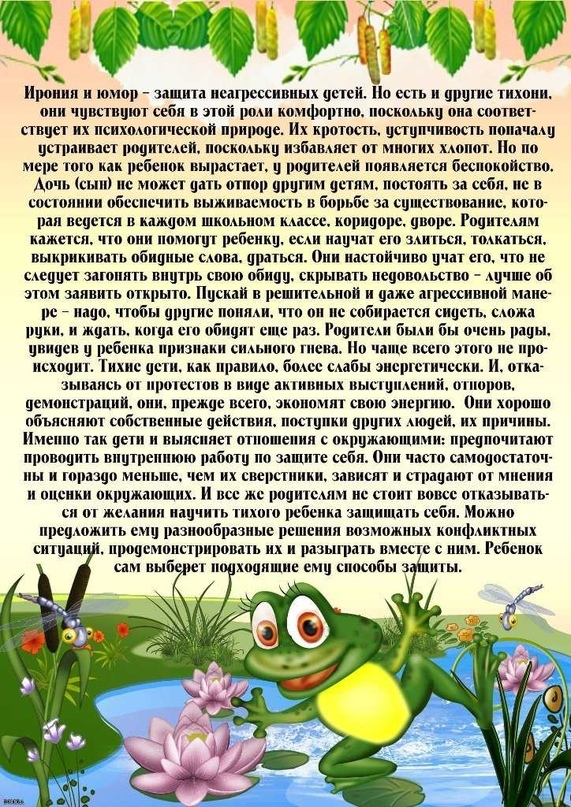 Ирония и юмор – защита неагрессивных детей. Но есть и другие тихони,
они чувствуют себя в этой роли комфортно, поскольку она соответ-
ствует их психологической природе. Их кротость, уступчивость поначалу
устраивает родителей, поскольку избавляет от многих хлопот. Но по
мере того как ребенок вырастает, у родителей появляется беспокойство.
Дочь (сын) не может дать отпор другим детям, постоять за себя, не в
состоянии обеспечить выживаемость в борьбе за существование, кото-
рая ведется в каждом школьном классе, коридоре, дворе. Родителям
кажется, что они помогут ребенку, если научат его злиться, толкаться,
выкрикивать обидные слова, драться. Они настойчиво учат его, что не
следует загонять внутрь свою обиду, скрывать недовольство – лучше об
этом заявить открыто. Пускай в решительной и даже агрессивной мане-
ре – надо, чтобы другие поняли, что он не собирается сидеть, сложа
руки, и ждать, когда его обидят еще раз. Родители были бы очень рады,
увидев у ребенка признаки сильного гнева. Но чаще всего этого не про-
исходит. Тихие дети, как правило, более слабы энергетически. И, отка-
зываясь от протестов в виде активных выступлений, отпоров,
демонстраций, они, прежде всего, экономят свою энергию. Они хорошо
объясняют собственные действия, поступки других людей, их причины.
Именно так дети и выясняет отношения с окружающими: предпочитают
проводить внутреннюю работу по защите себя. Они часто самодостаточ-
ны и гораздо меньше, чем их сверстники, зависят и страдают от мнения
и оценки окружающих. И все же родителям не стоит вовсе отказывать-
ся от желания научить тихого ребенка защищать себя. Можно
предложить ему разнообразные решения возможных конфликтных
ситуаций, продемонстрировать их и разыграть вместе с ним. Ребенок
сам выберет подходящие ему способы защиты.